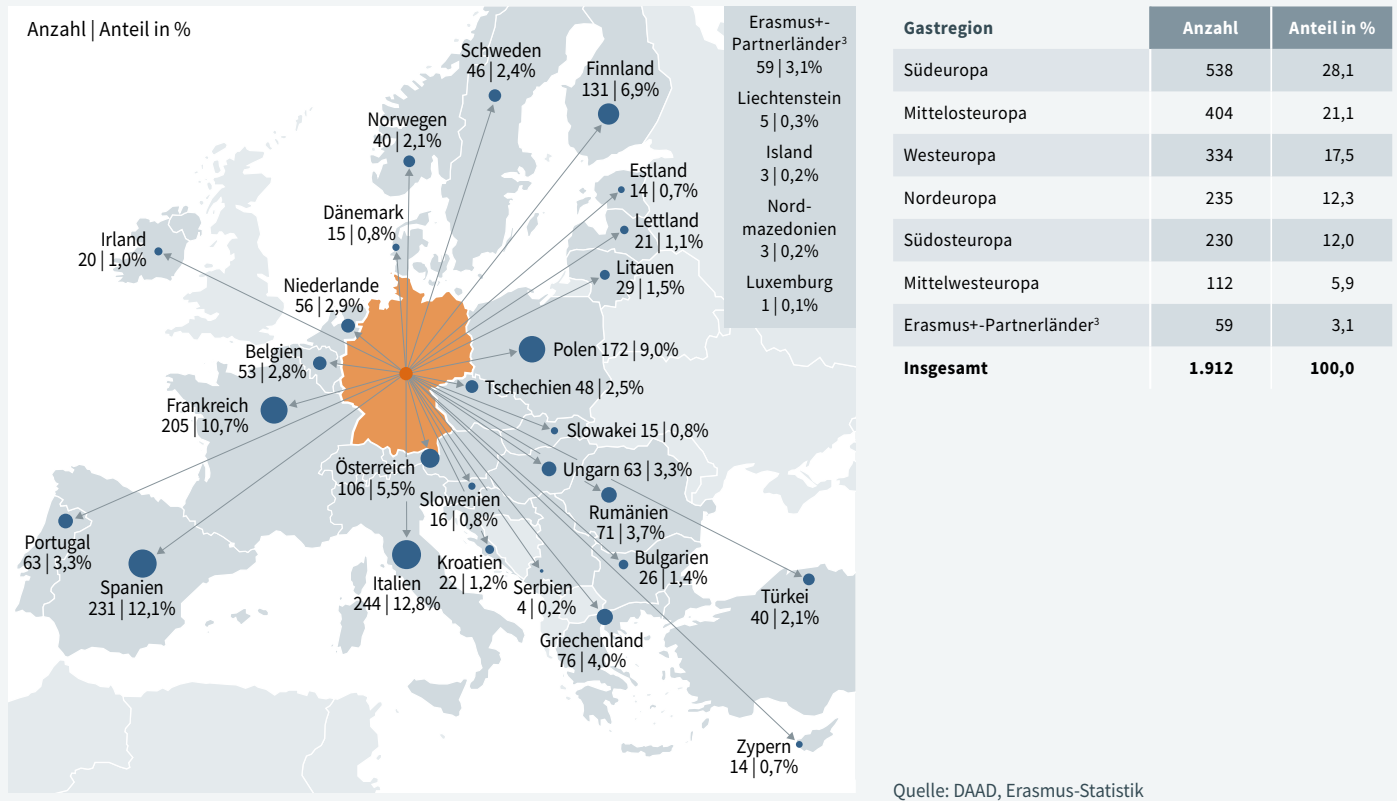 Anzahl | Anteil in %
Schweden
46 | 2,4%
Finnland
131 | 6,9%
Norwegen
40 | 2,1%
Estland
14 | 0,7%
Dänemark
15 | 0,8%
Lettland
21 | 1,1%
Irland
20 | 1,0%
Litauen
29 | 1,5%
Niederlande
56 | 2,9%
Belgien
53 | 2,8%
Polen 172 | 9,0%
Tschechien 48 | 2,5%
Frankreich
205 | 10,7%
Slowakei 15 | 0,8%
Österreich
106 | 5,5%
Ungarn 63 | 3,3%
Slowenien
16 | 0,8%
Rumänien
71 | 3,7%
Portugal
63 | 3,3%
Spanien
231 | 12,1%
Italien
244 | 12,8%
Kroatien
22 | 1,2%
Serbien
4 | 0,2%
Bulgarien
26 | 1,4%
Türkei
40 | 2,1%
Griechenland
76 | 4,0%
Zypern
14 | 0,7%
Erasmus+-
Partnerländer³
59 | 3,1%
Liechtenstein
5 | 0,3%
Island
3 | 0,2%
Nord-
mazedonien
3 | 0,2%
Luxemburg
1 | 0,1%
Gastregion Anzahl Anteil in %
Südeuropa 538 28,1
Mittelosteuropa 404 21,1
Westeuropa 334 17,5
Nordeuropa 235 12,3
Südosteuropa 230 12,0
Mittelwesteuropa 112 5,9
Erasmus+-Partnerländer³ 59 3,1
Insgesamt 1.912 100,0
Quelle: DAAD, Erasmus-Statistik